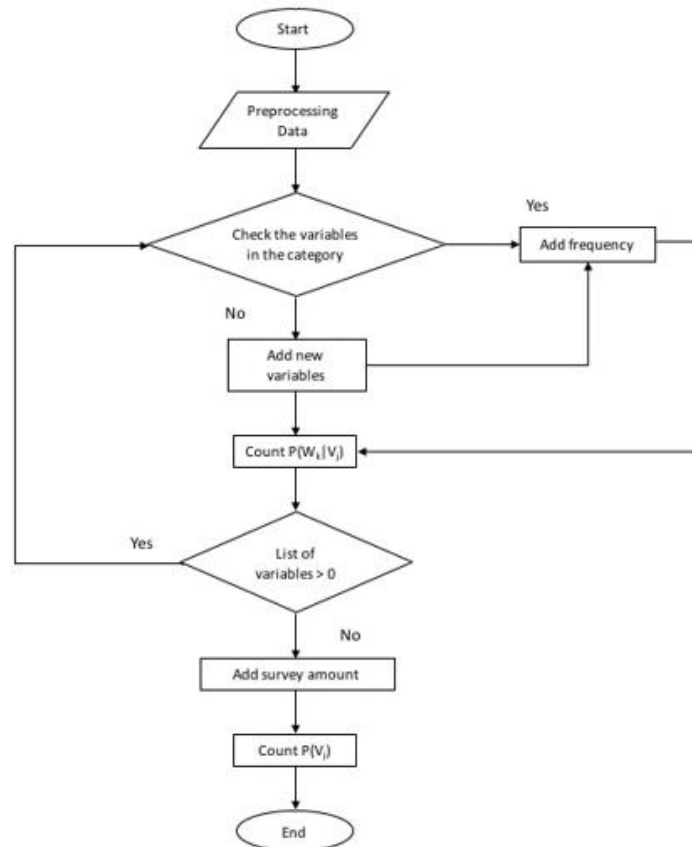 Start
Preprocessing
Data
Check the variables
in the category
Yes
Add frequency
No
Add new
variables
Count P(Wₖ|Vⱼ)
Yes
List of
variables > 0
No
Add survey amount
Count P(Vⱼ)
End